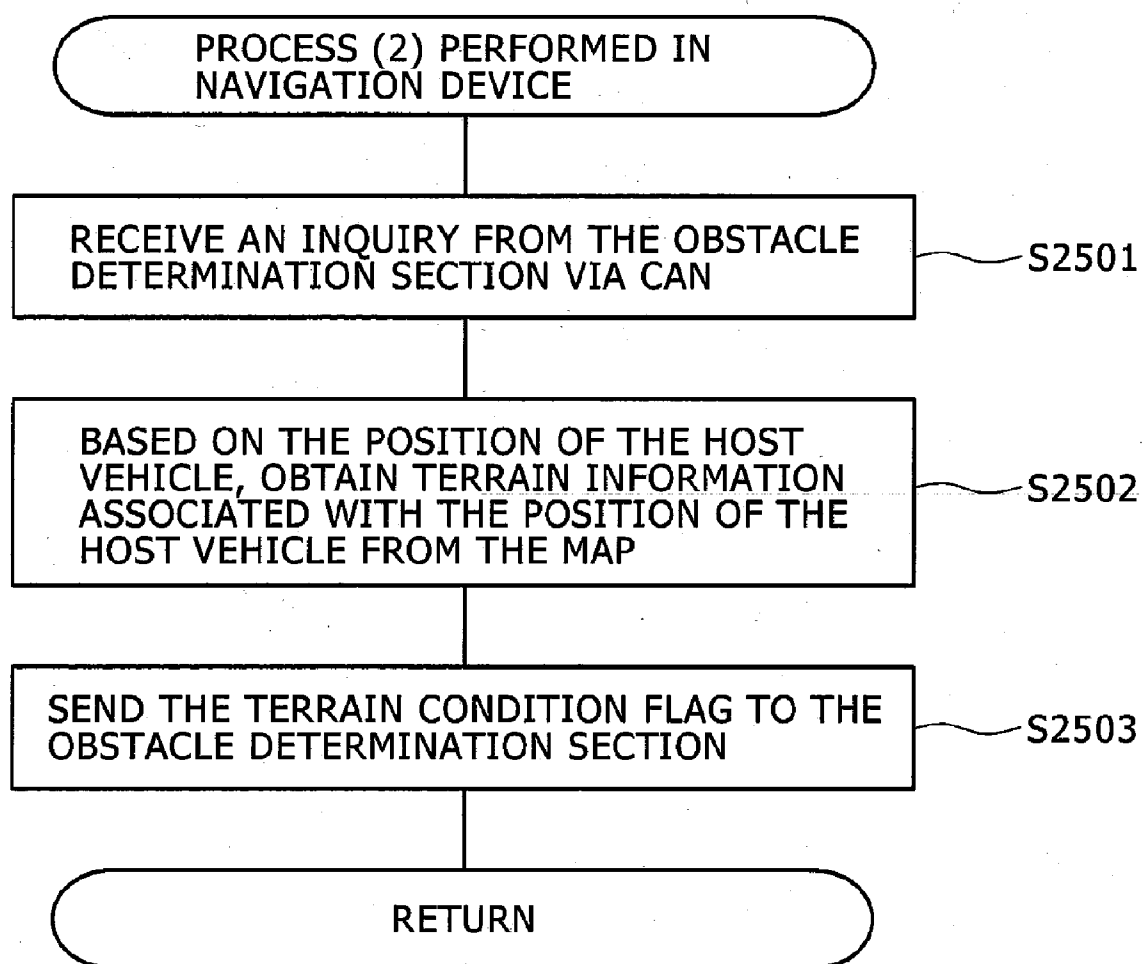 PROCESS (2) PERFORMED IN
NAVIGATION DEVICE
RECEIVE AN INQUIRY FROM THE OBSTACLE
DETERMINATION SECTION VIA CAN
S2501
BASED ON THE POSITION OF THE HOST
VEHICLE, OBTAIN TERRAIN INFORMATION
ASSOCIATED WITH THE POSITION OF THE
HOST VEHICLE FROM THE MAP
S2502
SEND THE TERRAIN CONDITION FLAG TO THE
OBSTACLE DETERMINATION SECTION
S2503
RETURN